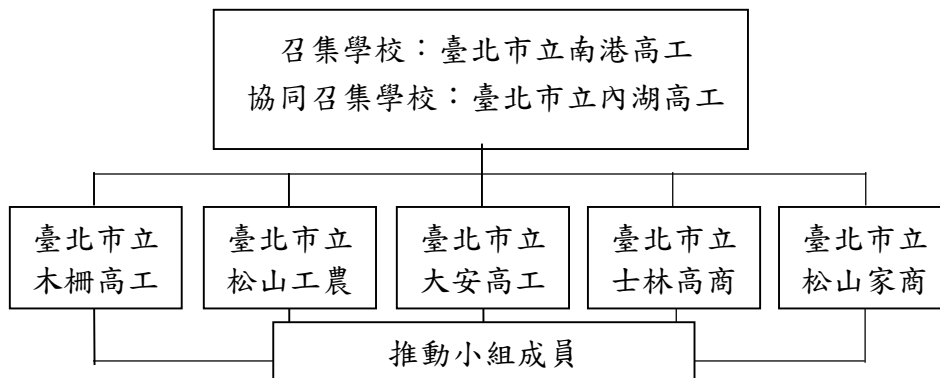 召集學校：臺北市立南港高工
協同召集學校：臺北市立內湖高工
臺北市立
木柵高工
臺北市立
松山工農
臺北市立
大安高工
臺北市立
士林高商
臺北市立
松山家商
推動小組成員